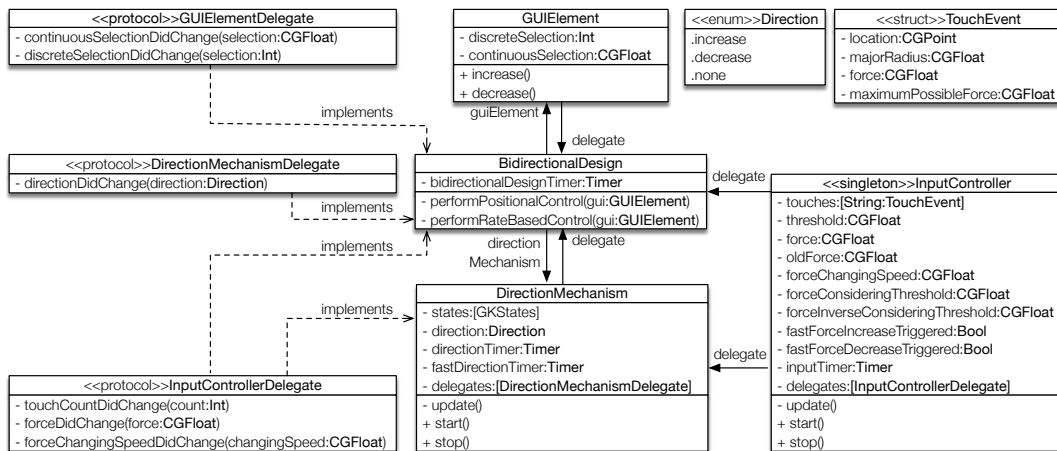 <<protocol>>GUIElementDelegate
- continuousSelectionDidChange(selection:CGFloat)
- discreteSelectionDidChange(selection:Int)
GUIElement
- discreteSelection:Int
- continuousSelection:CGFloat
+ increase()
+ decrease()
<<enum>>Direction
.increase
.decrease
.none
<<struct>>TouchEvent
- location:CGPoint
- majorRadius:CGFloat
- force:CGFloat
- maximumPossibleForce:CGFloat
implements
guiElement
delegate
<<protocol>>DirectionMechanismDelegate
- directionDidChange(direction:Direction)
implements
BidirectionalDesign
- bidirectionalDesignTimer:Timer
- performPositionalControl(gui:GUIElement)
- performRateBasedControl(gui:GUIElement)
delegate
<<singleton>>InputController
- touches:[String:TouchEvent]
- threshold:CGFloat
- force:CGFloat
- oldForce:CGFloat
- forceChangingSpeed:CGFloat
- forceConsideringThreshold:CGFloat
- forceInverseConsideringThreshold:CGFloat
- fastForceIncreaseTriggered:Bool
- fastForceDecreaseTriggered:Bool
- inputTimer:Timer
- delegates:[InputControllerDelegate]
- update()
+ start()
+ stop()
implements
direction
Mechanism
delegate
implements
DirectionMechanism
- states:[GKStates]
- direction:Direction
- directionTimer:Timer
- fastDirectionTimer:Timer
- delegates:[DirectionMechanismDelegate]
- update()
+ start()
+ stop()
delegate
<<protocol>>InputControllerDelegate
- touchCountDidChange(count:Int)
- forceDidChange(force:CGFloat)
- forceChangingSpeedDidChange(changingSpeed:CGFloat)